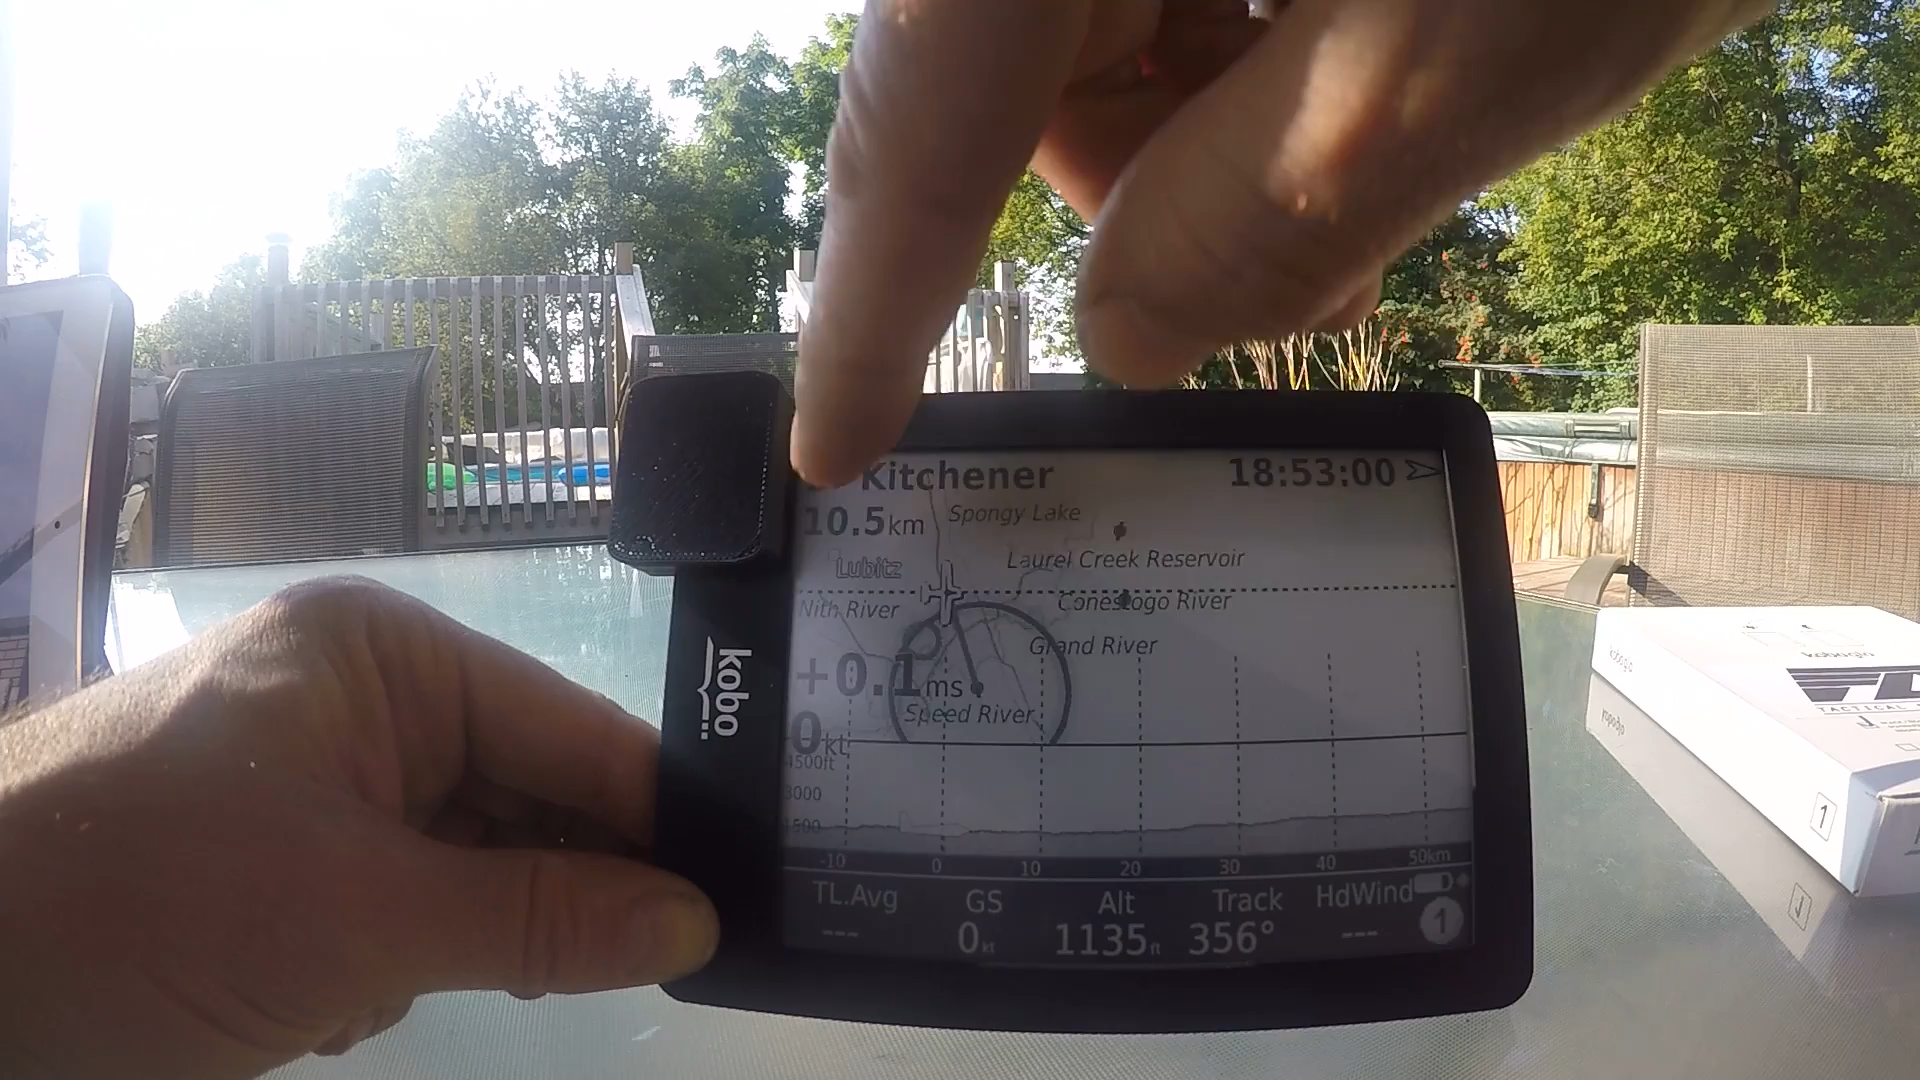 Kitchener
18:53:00
10.5km
Spongy Lake
Lubitz
Laurel Creek Reservoir
Nith River
Conestogo River
Grand River
+0.1ms
Speed River
0kt
4500ft
3000
1500
-10 0 10 20 30 40 50km
TL.Avg GS Alt Track HdWind
--- 0kt 1135ft 356° ---
1
kobo
TACTICAL
1
J